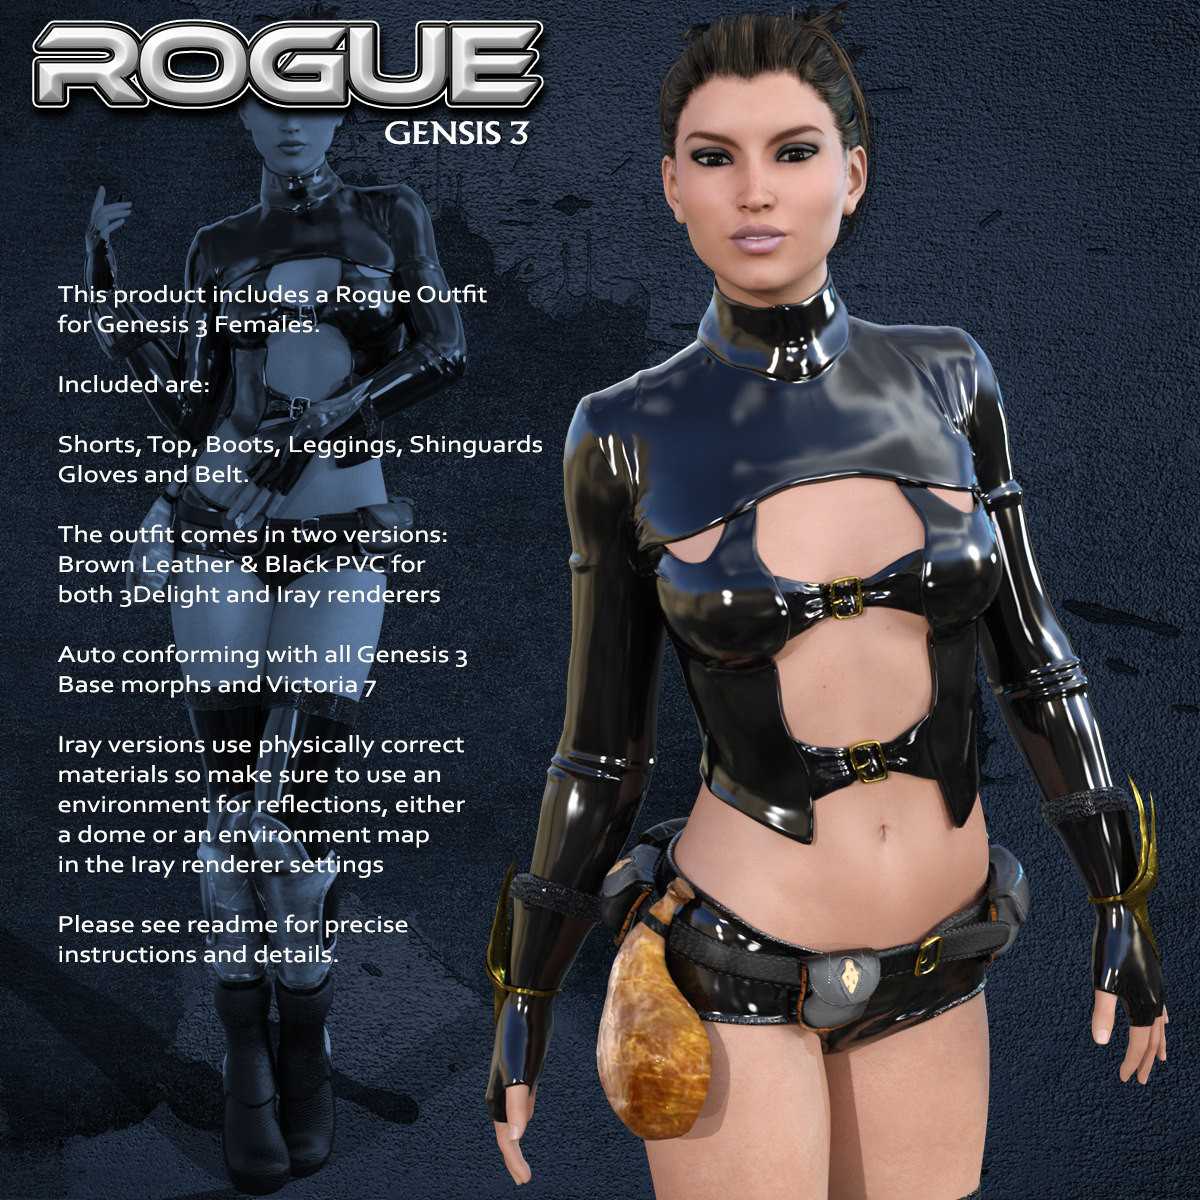 ROGUE
GENSIS 3
This product includes a Rogue Outfit
for Genesis 3 Females.
Included are:
Shorts, Top, Boots, Leggings, Shinguards
Gloves and Belt.
The outfit comes in two versions:
Brown Leather & Black PVC for
both 3Delight and Iray renderers
Auto conforming with all Genesis 3
Base morphs and Victoria 7
Iray versions use physically correct
materials so make sure to use an
environment for reflections, either
a dome or an environment map
in the Iray renderer settings
Please see readme for precise
instructions and details.